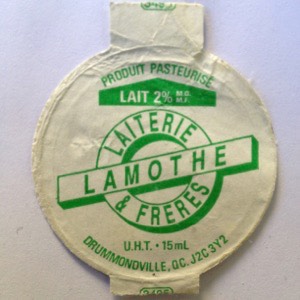 PRODUIT PASTEURISÉ
LAIT 2% M.G. M.F.
LAITERIE
LAMOTHE
& FRÈRES
U.H.T. • 15 mL
DRUMMONDVILLE, QC. J2C 3Y2